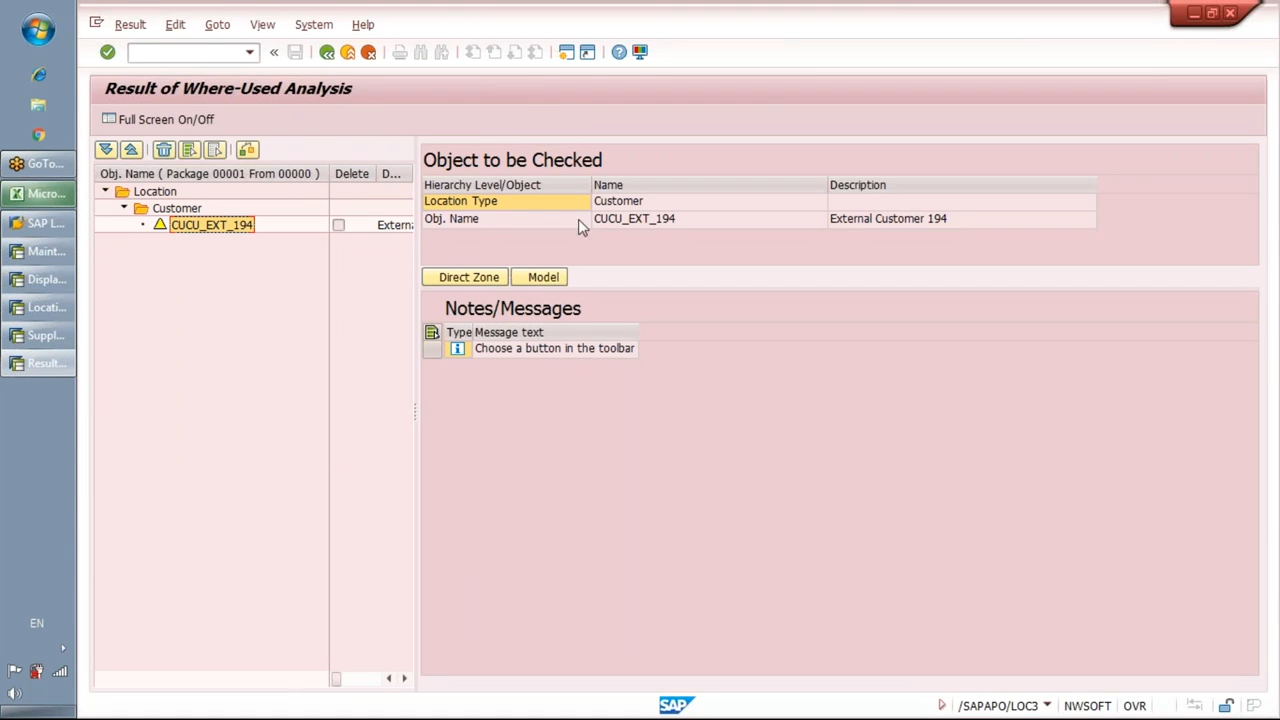 Result Edit Goto View System Help
Result of Where-Used Analysis
Full Screen On/Off
Obj. Name ( Package 00001 From 00000 ) Delete D...
Location
Customer
CUCU_EXT_194 Extern
Object to be Checked
Hierarchy Level/Object Name Description
Location Type Customer
Obj. Name CUCU_EXT_194 External Customer 194
Direct Zone Model
Notes/Messages
Type Message text
Choose a button in the toolbar
GoTo...
Micro...
SAP L...
Maint...
Displa...
Locati...
Suppl...
Result...
EN
SAP /SAPAPO/LOC3 NWSOFT OVR